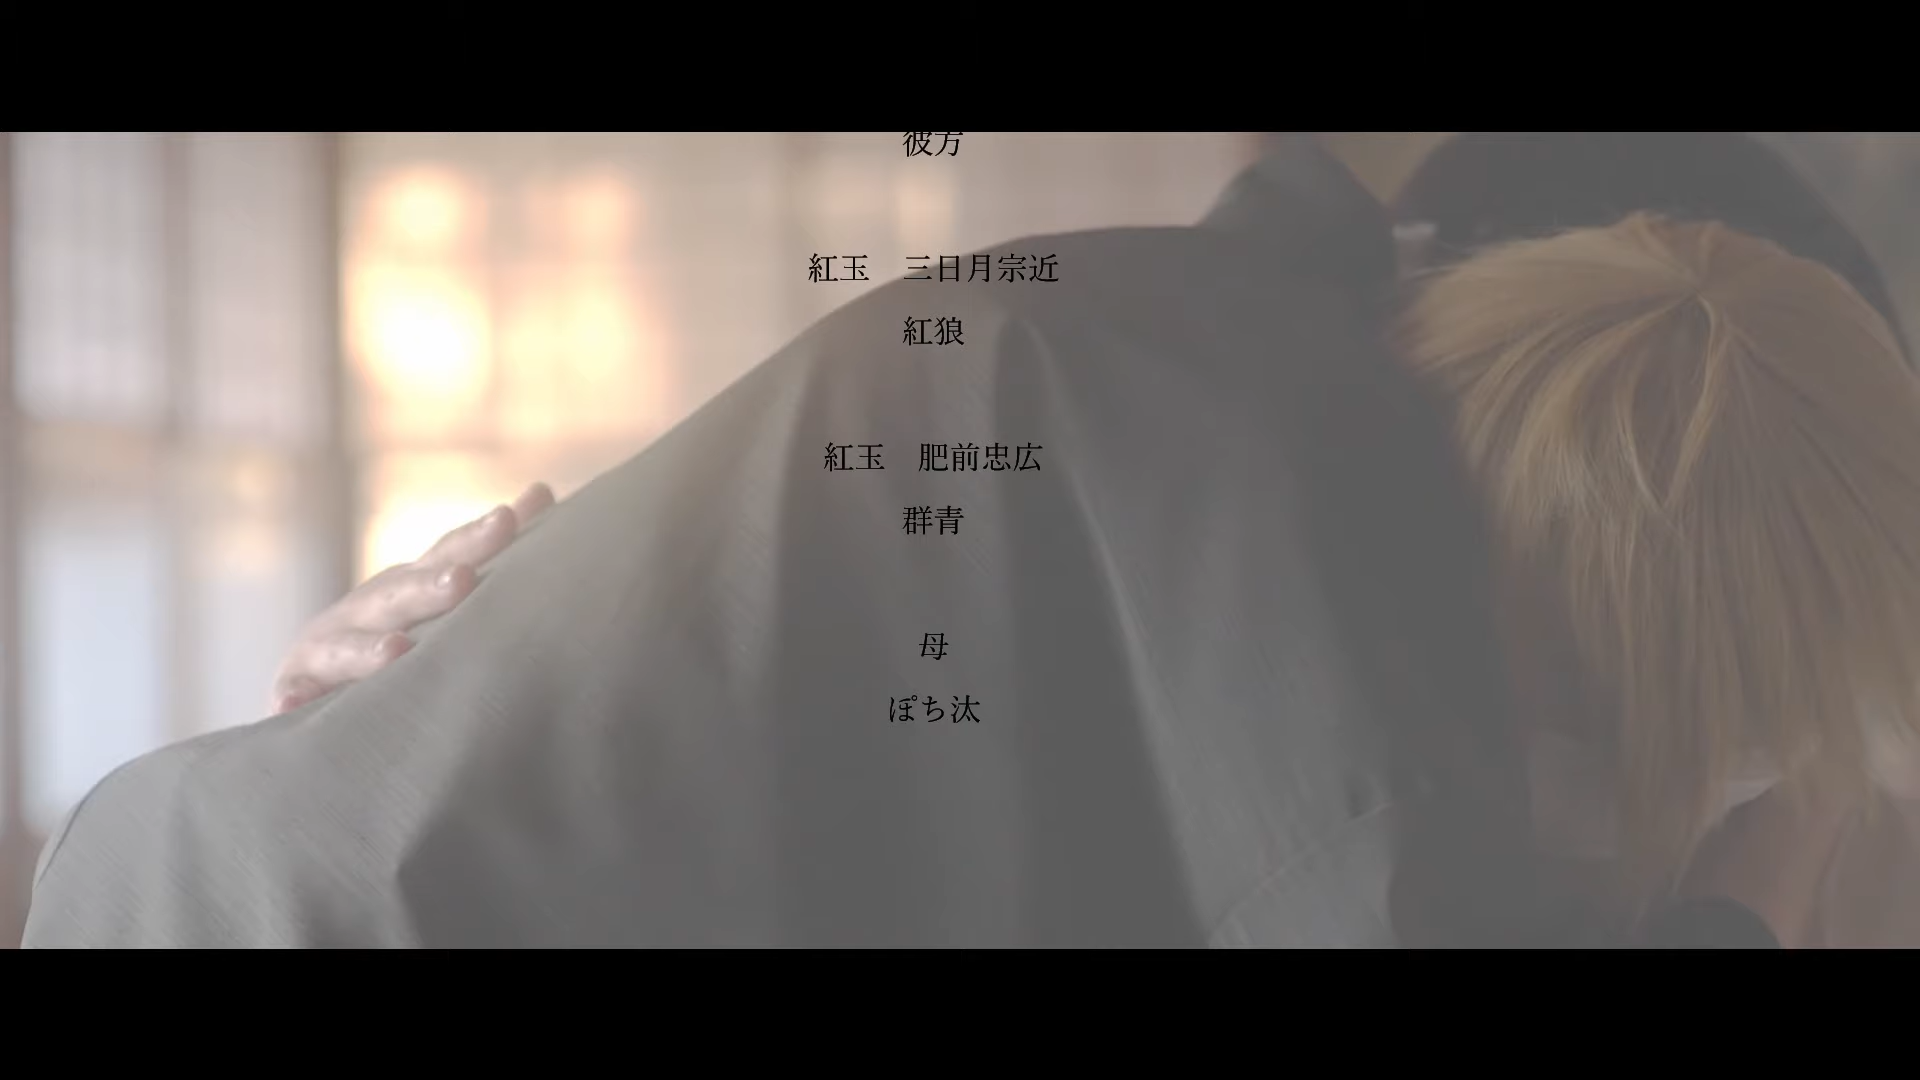 彼方
紅玉　三日月宗近
紅狼
紅玉　肥前忠広
群青
母
ぽち汰